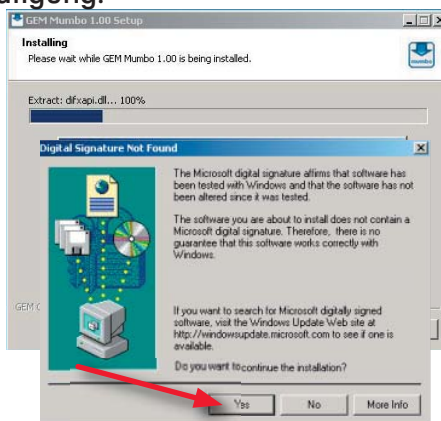 GEM Mumbo 1.00 Setup
Installing
Please wait while GEM Mumbo 1.00 is being installed.
mumbo
Extract: difxapi.dll... 100%
Digital Signature Not Found
The Microsoft digital signature affirms that software has
been tested with Windows and that the software has not
been altered since it was tested.
The software you are about to install does not contain a
Microsoft digital signature. Therefore, there is no
guarantee that this software works correctly with
Windows.
GEM
If you want to search for Microsoft digitally signed
software, visit the Windows Update Web site at
http://windowsupdate.microsoft.com to see if one is
available.
Do you want to continue the installation?
Yes
No
More Info